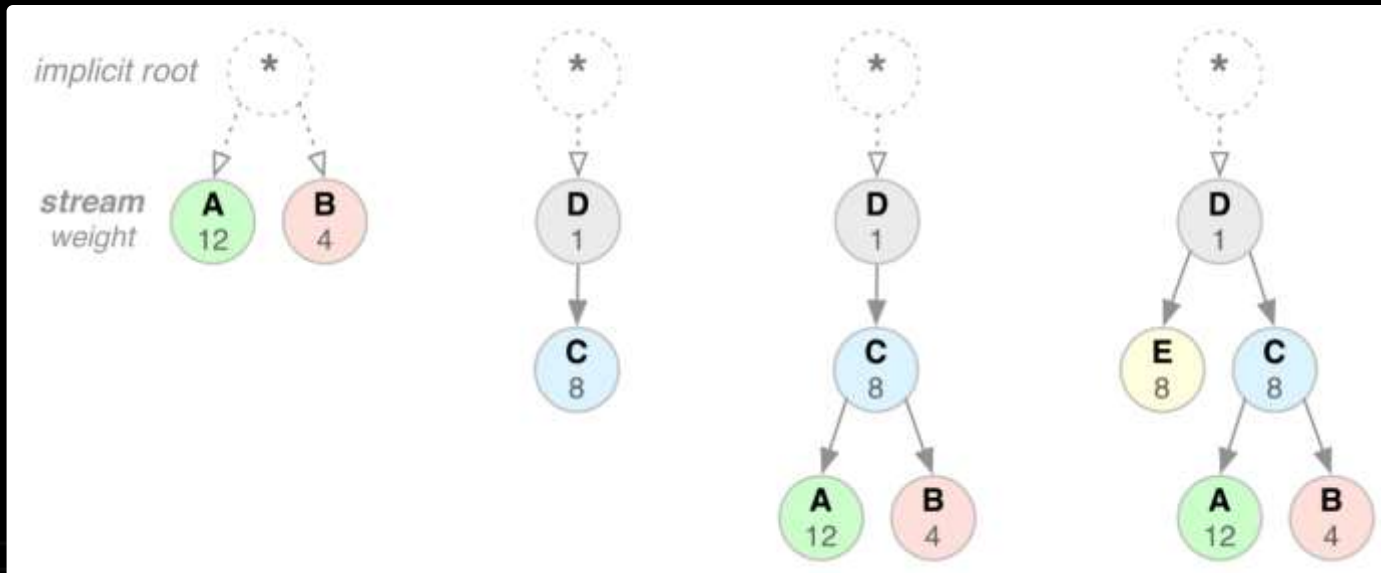 implicit root * * * *
stream A B D D D
weight 12 4 1 1 1
C C E C
8 8 8 8
A B A B
12 4 12 4